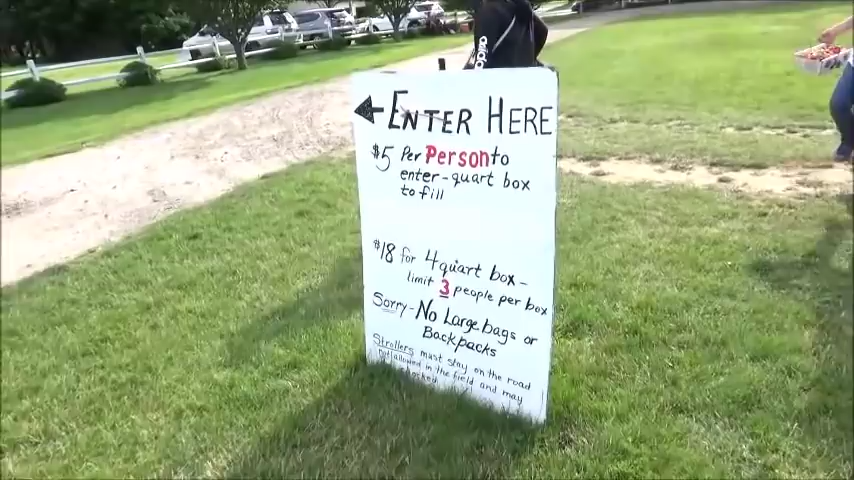 adidas
← ENTER HERE
$5 Per PERSON to
enter - quart box
to fill
$18 for 4 quart box -
limit 3 people per box
SORRY - NO LARGE BAGS OR
BACKPACKS
Strollers must stay on the road
not allowed in the field and may